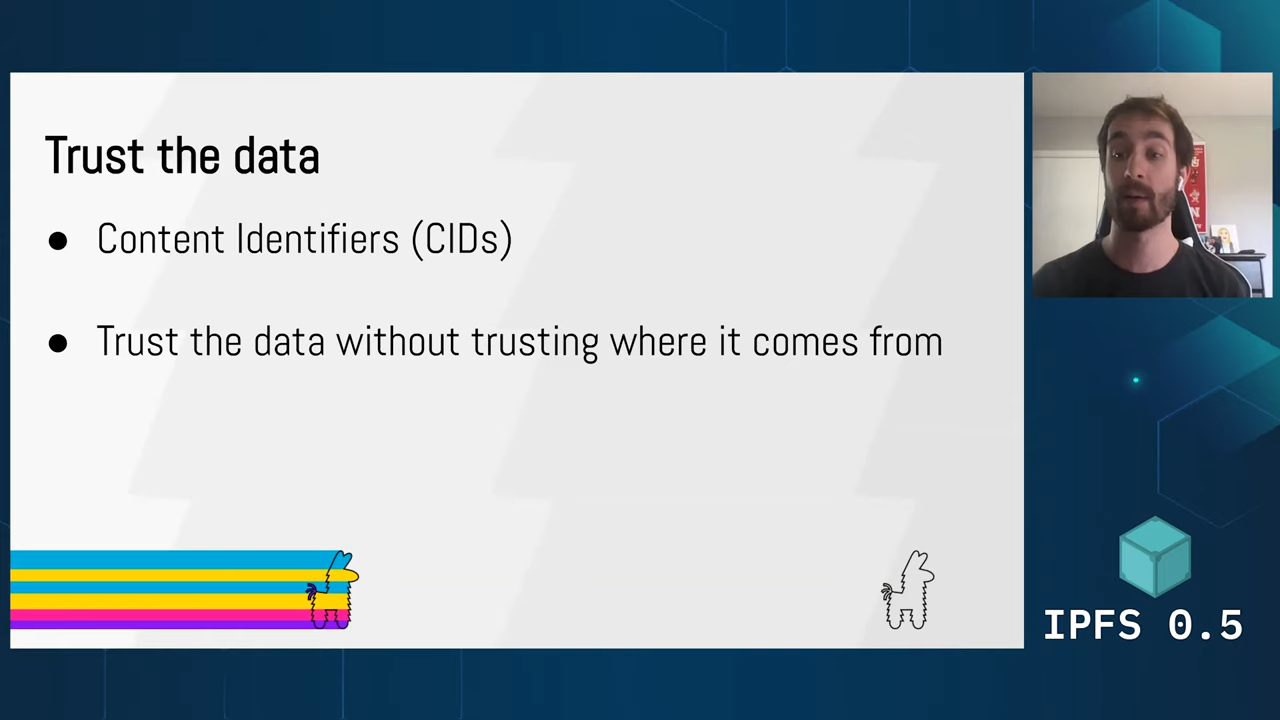 Trust the data
● Content Identifiers (CIDs)
● Trust the data without trusting where it comes from
IPFS 0.5